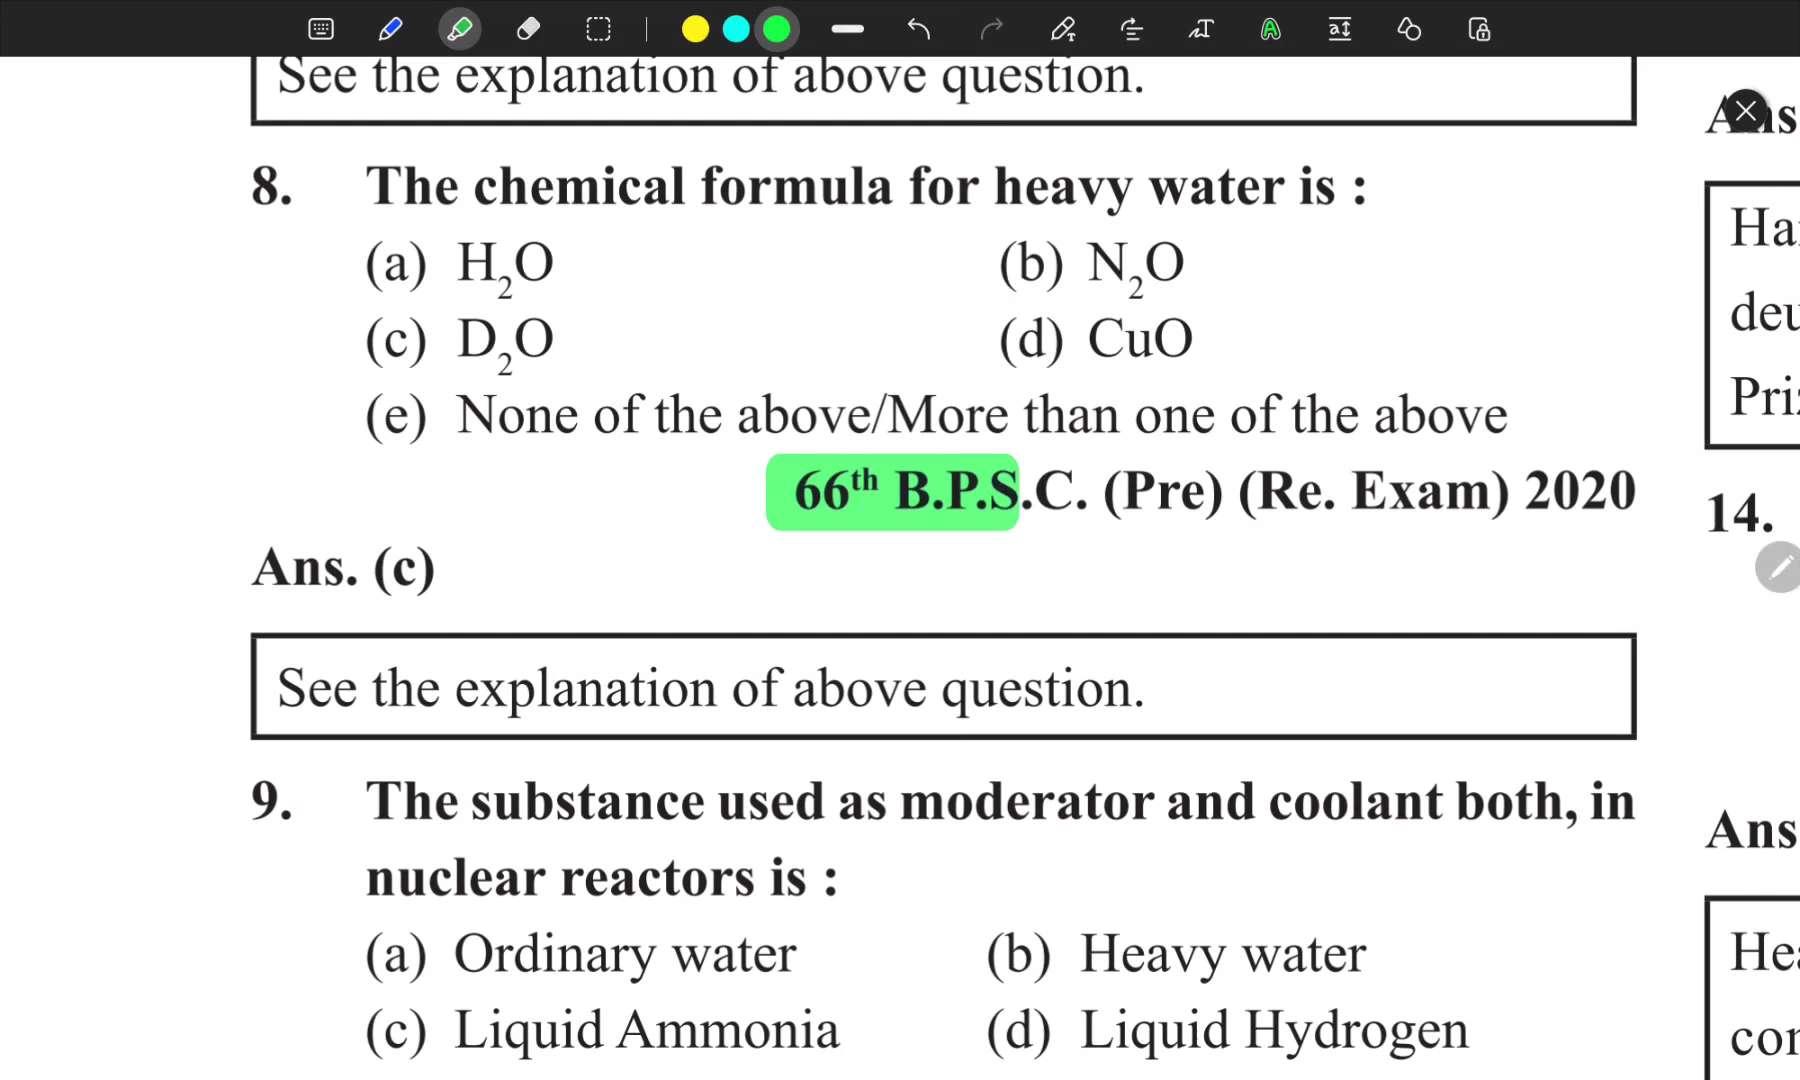 See the explanation of above question.
8. The chemical formula for heavy water is :
(a) H₂O (b) N₂O
(c) D₂O (d) CuO
(e) None of the above/More than one of the above
66th B.P.S.C. (Pre) (Re. Exam) 2020
Ans. (c)
See the explanation of above question.
9. The substance used as moderator and coolant both, in
nuclear reactors is :
(a) Ordinary water (b) Heavy water
(c) Liquid Ammonia (d) Liquid Hydrogen
14.
Ans